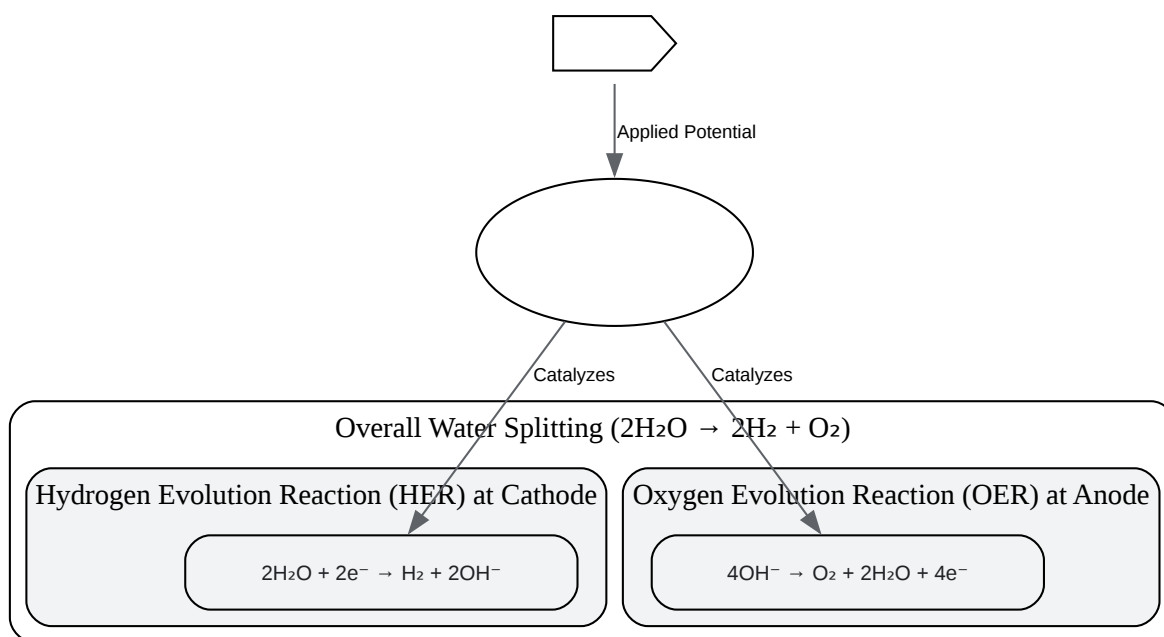 Applied Potential
Catalyzes
Catalyzes
Overall Water Splitting (2H₂O → 2H₂ + O₂)
Hydrogen Evolution Reaction (HER) at Cathode
Oxygen Evolution Reaction (OER) at Anode
2H₂O + 2e⁻ → H₂ + 2OH⁻
4OH⁻ → O₂ + 2H₂O + 4e⁻